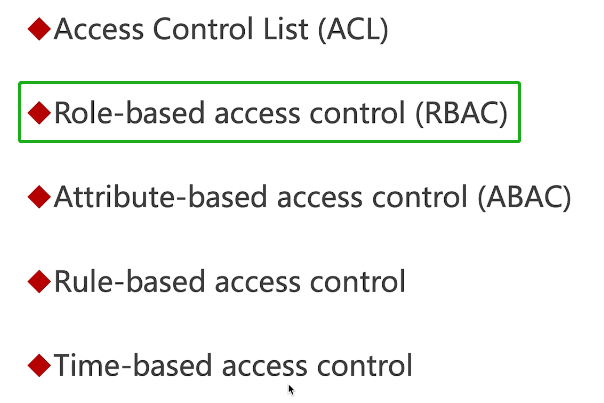 Access Control List (ACL)
Role-based access control (RBAC)
Attribute-based access control (ABAC)
Rule-based access control
Time-based access control